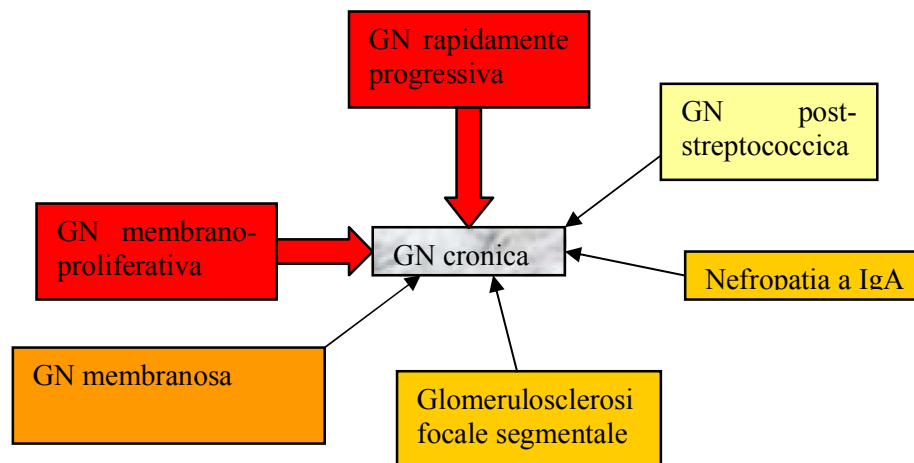 GN rapidamente
progressiva
GN post-
streptococcica
GN membrano-
proliferativa
GN cronica
Nefropatia a IgA
GN membranosa
Glomerulosclerosi
focale segmentale